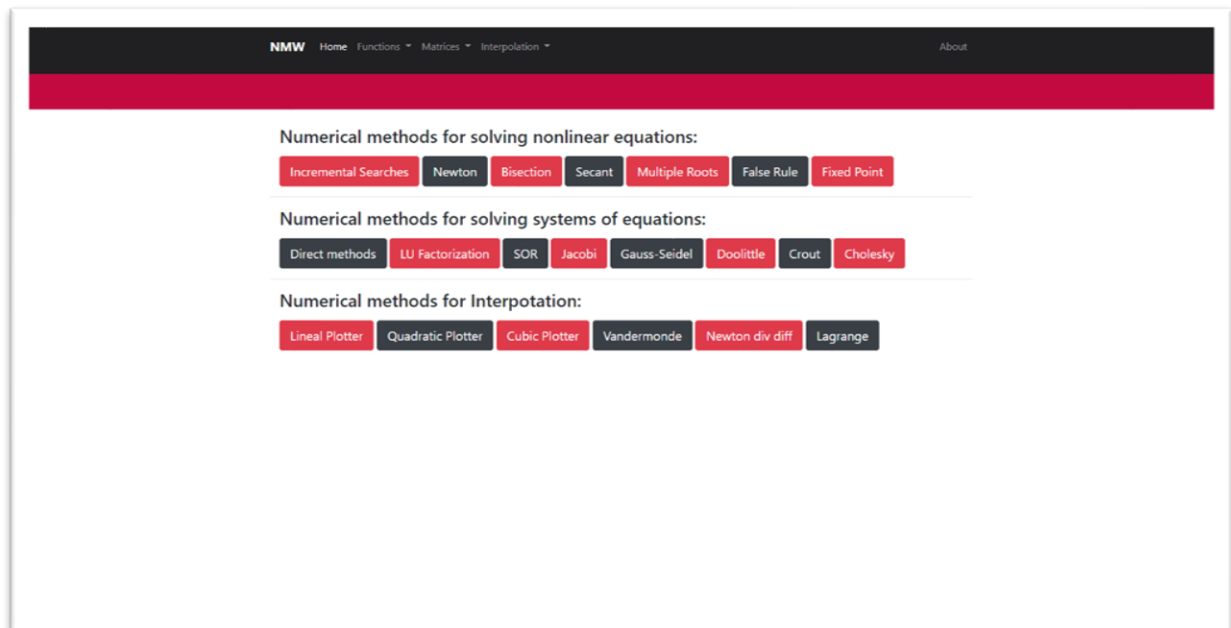 NMW Home Functions Matrices Interpolation About
Numerical methods for solving nonlinear equations:
Incremental Searches Newton Bisection Secant Multiple Roots False Rule Fixed Point
Numerical methods for solving systems of equations:
Direct methods LU Factorization SOR Jacobi Gauss-Seidel Doolittle Crout Cholesky
Numerical methods for Interpotation:
Lineal Plotter Quadratic Plotter Cubic Plotter Vandermonde Newton div diff Lagrange